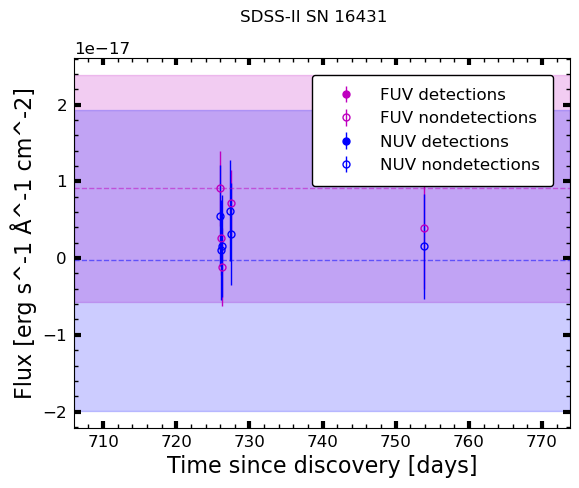 SDSS-II SN 16431
1e−17
FUV detections
FUV nondetections
NUV detections
NUV nondetections
2
1
0
−1
−2
Flux [erg s^-1 Å^-1 cm^-2]
710 720 730 740 750 760 770
Time since discovery [days]